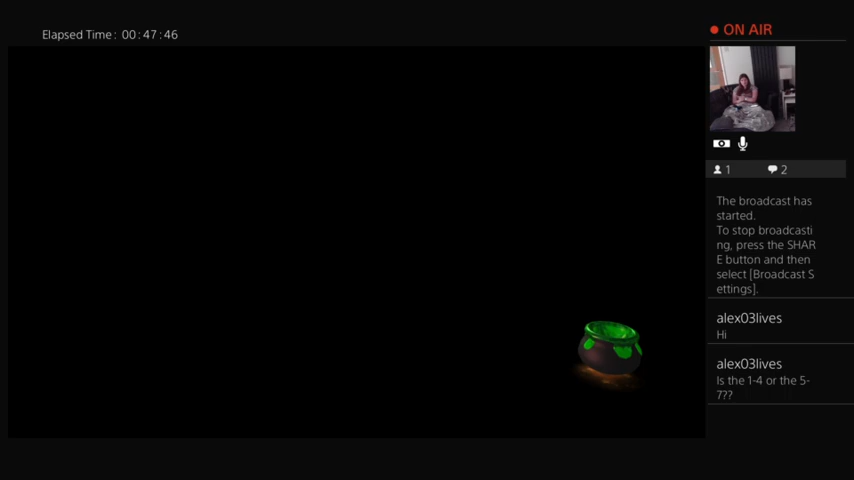 Elapsed Time: 00:47:46
ON AIR
1
2
The broadcast has
started.
To stop broadcasti
ng, press the SHAR
E button and then
select [Broadcast S
ettings].
alex03lives
Hi
alex03lives
Is the 1-4 or the 5-
7??